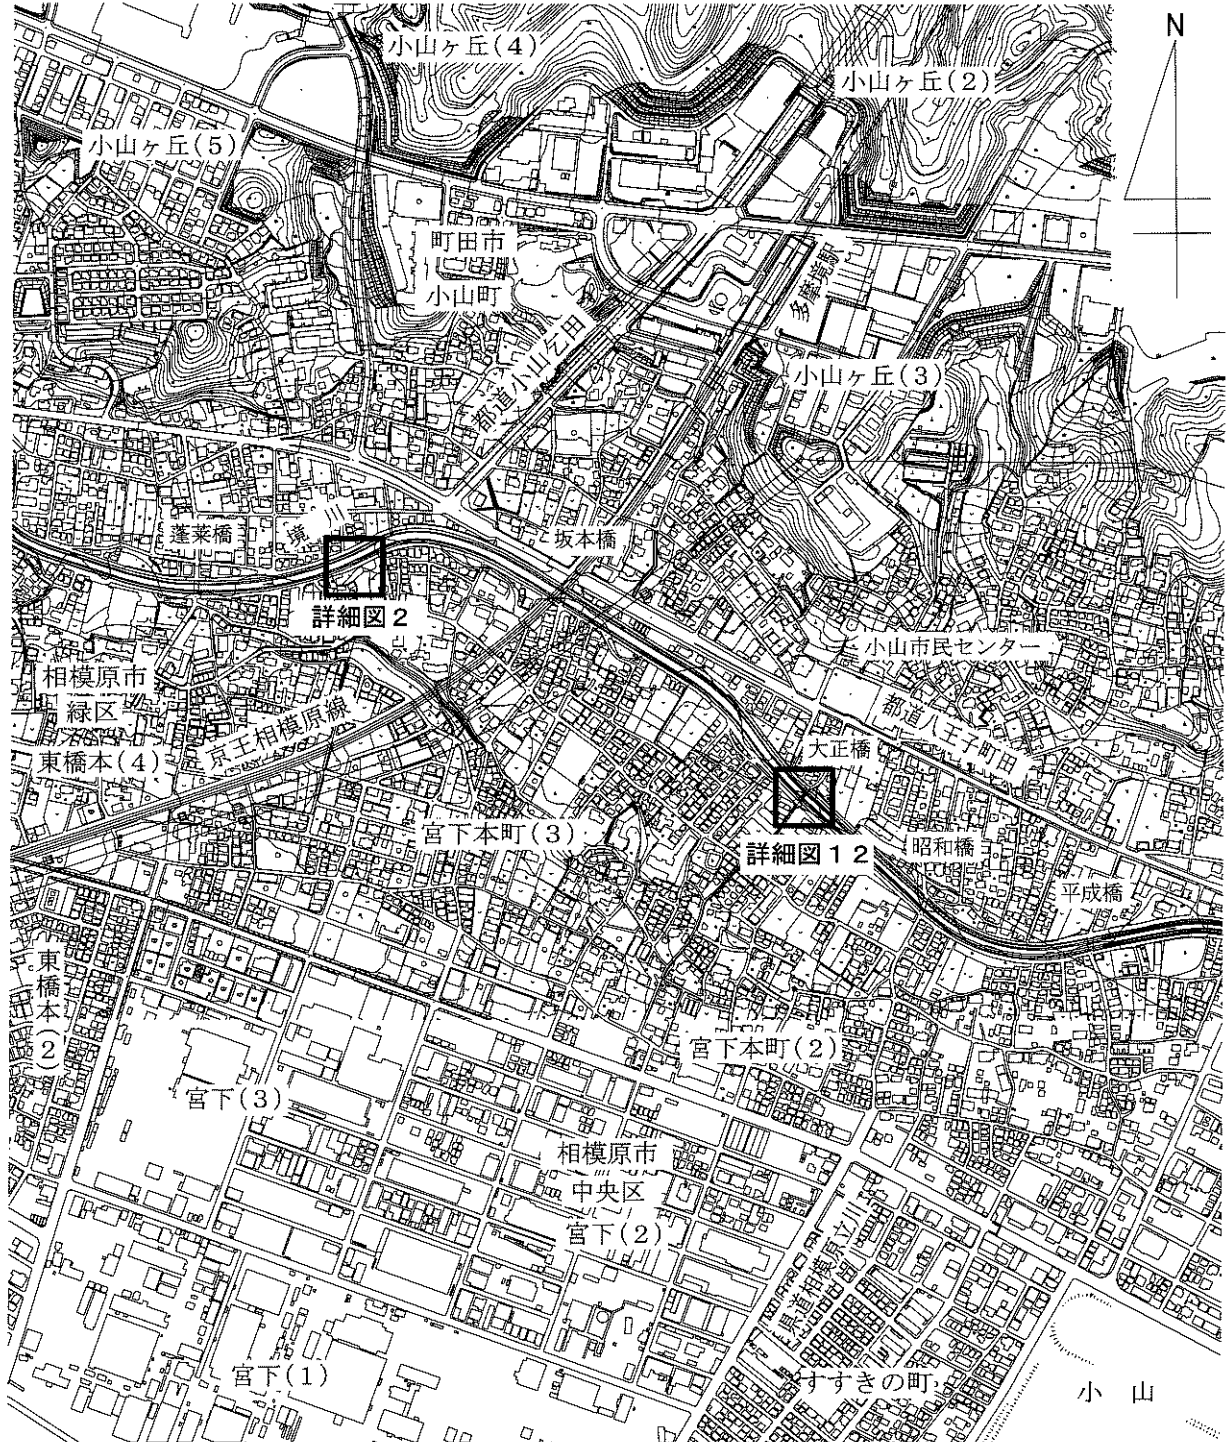 N
小山ヶ丘(4)
小山ヶ丘(2)
小山ヶ丘(5)
町田市
小山町
多摩境駅
都道小山乞田
小山ヶ丘(3)
蓬莱橋
境川
坂本橋
詳細図2
小山市民センター
相模原市
緑区
東橋本(4)
京王相模原線
都道八王子町田
大正橋
宮下本町(3)
詳細図12
昭和橋
平成橋
東橋本(2)
宮下本町(2)
宮下(3)
相模原市
中央区
宮下(2)
県道相模原立川
宮下(1)
すすきの町
小山